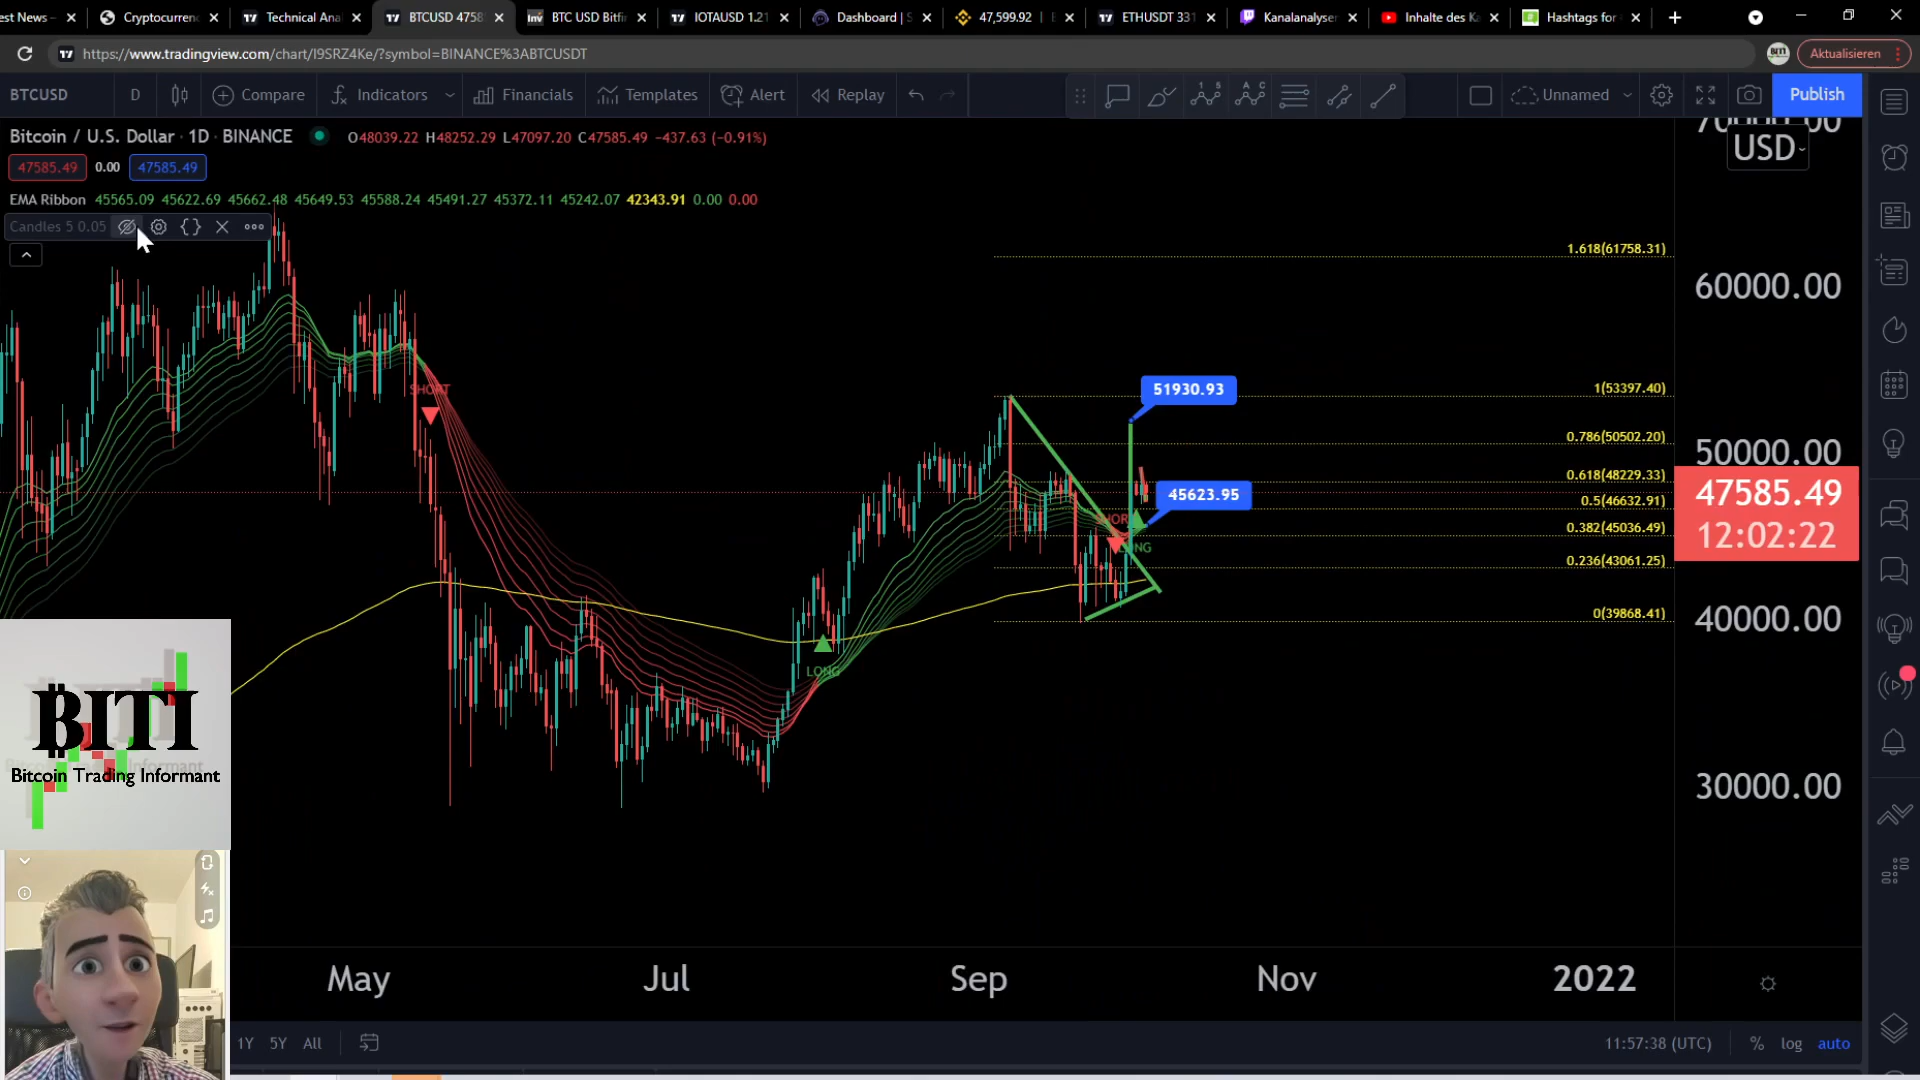 est News -
Cryptocurrenc
Technical Anal
BTCUSD 4758
BTC USD Bitfi
IOTAUSD 1.21
Dashboard | S
47,599.92 | B
ETHUSDT 331
Kanalanalyse
Inhalte des Ka
Hashtags for
https://www.tradingview.com/chart/I9SRZ4Ke/?symbol=BINANCE%3ABTCUSDT
Aktualisieren
BTCUSD D Compare Indicators Financials Templates Alert Replay Unnamed Publish
Bitcoin / U.S. Dollar · 1D · BINANCE O48039.22 H48252.29 L47097.20 C47585.49 -437.63 (-0.91%)
47585.49 0.00 47585.49
EMA Ribbon 45565.09 45622.69 45662.48 45649.53 45588.24 45491.27 45372.11 45242.07 42343.91 0.00 0.00
Candles 5 0.05
USD
1.618(61758.31)
60000.00
SHORT
51930.93
1(53397.40)
0.786(50502.20)
50000.00
0.618(48229.33)
47585.49
12:02:22
45623.95
0.5(46632.91)
SHOR
0.382(45036.49)
LONG
0.236(43061.25)
0(39868.41)
40000.00
LONG
30000.00
BITI
Bitcoin Trading Informant
May Jul Sep Nov 2022
1Y 5Y All
11:57:38 (UTC) % log auto